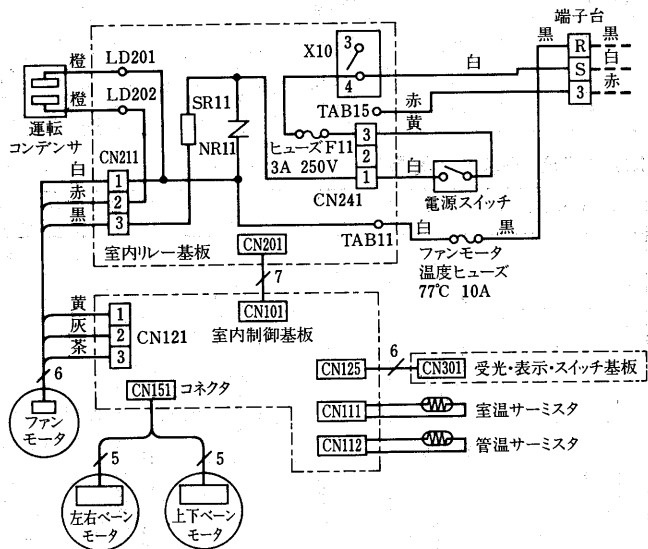 端子台
黒
R
黒
S
白
3
赤
橙
LD201
橙
LD202
運転
コンデンサ
X10
3
4
白
SR11
NR11
TAB15
赤
黄
ヒューズF11
3A 250V
3
2
1
CN241
白
電源スイッチ
CN211
白
赤
黒
1
2
3
室内リレー基板
TAB11
白
黒
ファンモータ
温度ヒューズ
77℃ 10A
CN201
7
CN101
室内制御基板
黄
灰
茶
1
2
3
CN121
6
ファン
モータ
CN151
コネクタ
5
5
左右ベーン
モータ
上下ベーン
モータ
CN125
6
CN301
受光・表示・スイッチ基板
CN111
室温サーミスタ
CN112
管温サーミスタ